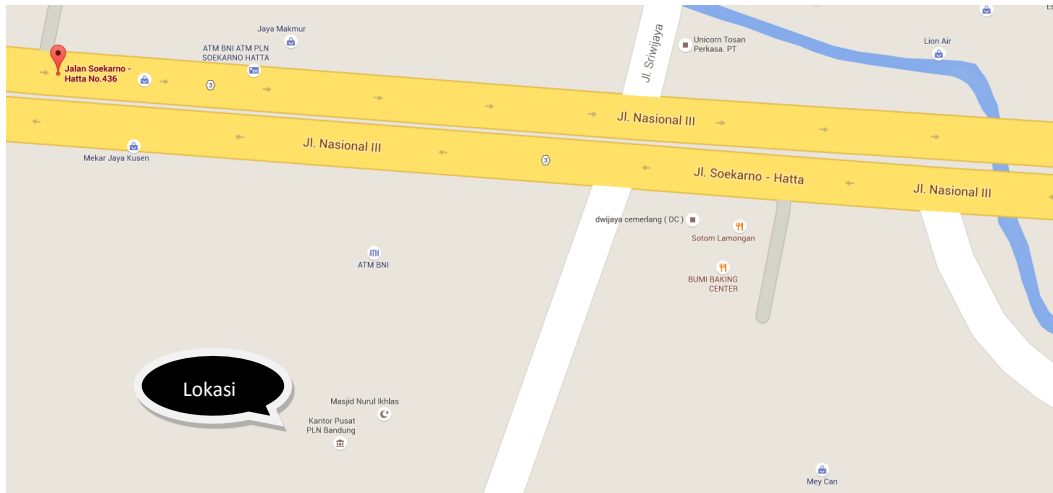 Jaya Makmur
ATM BNI ATM PLN
SOEKARNO HATTA
Jalan Soekarno -
Hatta No.436
3
Jl. Sriwijaya
Unicorn Tosan
Perkasa. PT
Lion Air
Jl. Nasional III
Mekar Jaya Kusen
Jl. Nasional III
3
Jl. Soekarno - Hatta
Jl. Nasional III
dwijaya cemerlang ( DC )
Sotom Lamongan
ATM
ATM BNI
BUMI BAKING
CENTER
Lokasi
Masjid Nurul Ikhlas
Kantor Pusat
PLN Bandung
Mey Can